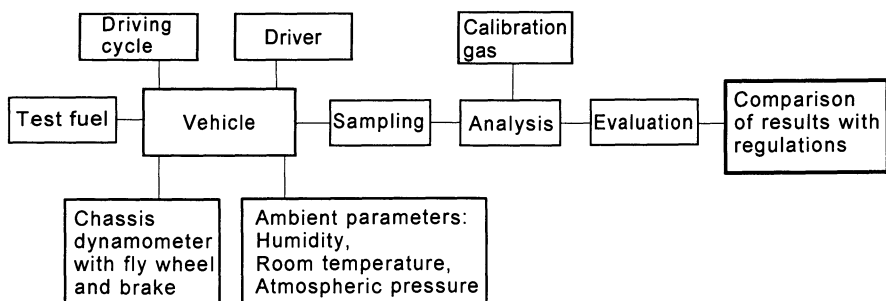 Driving
cycle
Driver
Calibration
gas
Test fuel
Vehicle
Sampling
Analysis
Evaluation
Comparison
of results with
regulations
Chassis
dynamometer
with fly wheel
and brake
Ambient parameters:
Humidity,
Room temperature,
Atmospheric pressure